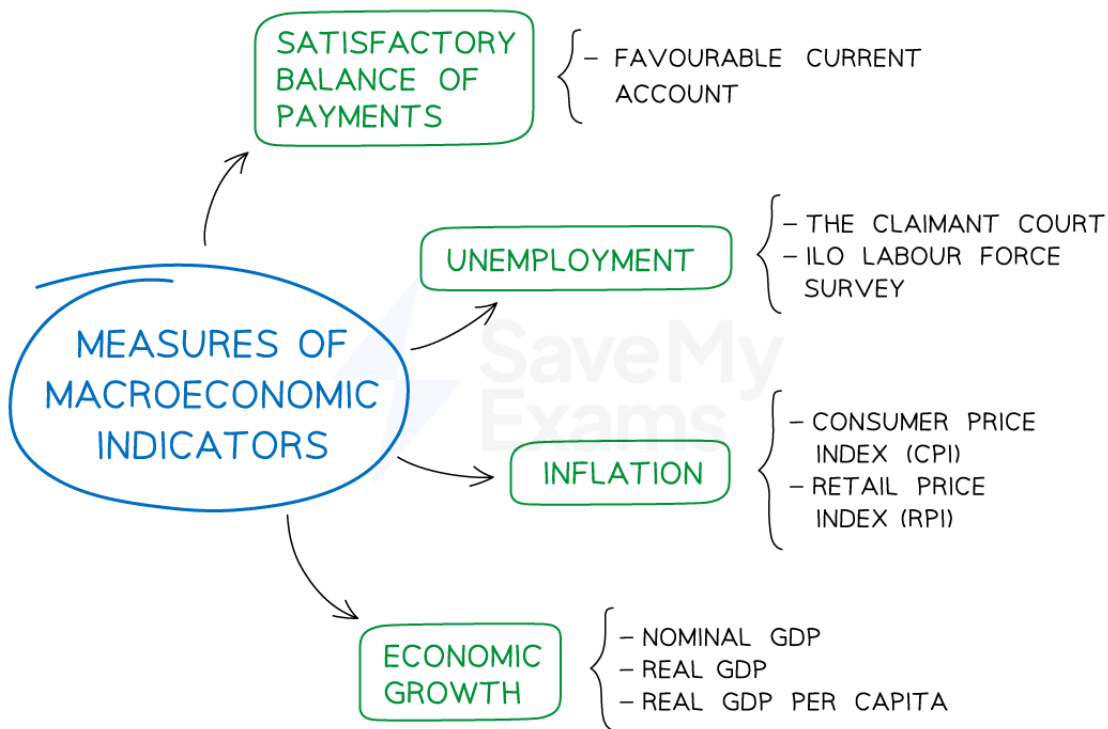 SATISFACTORY
BALANCE OF
PAYMENTS
– FAVOURABLE CURRENT
ACCOUNT
UNEMPLOYMENT
– THE CLAIMANT COURT
– ILO LABOUR FORCE
SURVEY
MEASURES OF
MACROECONOMIC
INDICATORS
SaveMy
Exams
INFLATION
– CONSUMER PRICE
INDEX (CPI)
– RETAIL PRICE
INDEX (RPI)
ECONOMIC
GROWTH
– NOMINAL GDP
– REAL GDP
– REAL GDP PER CAPITA